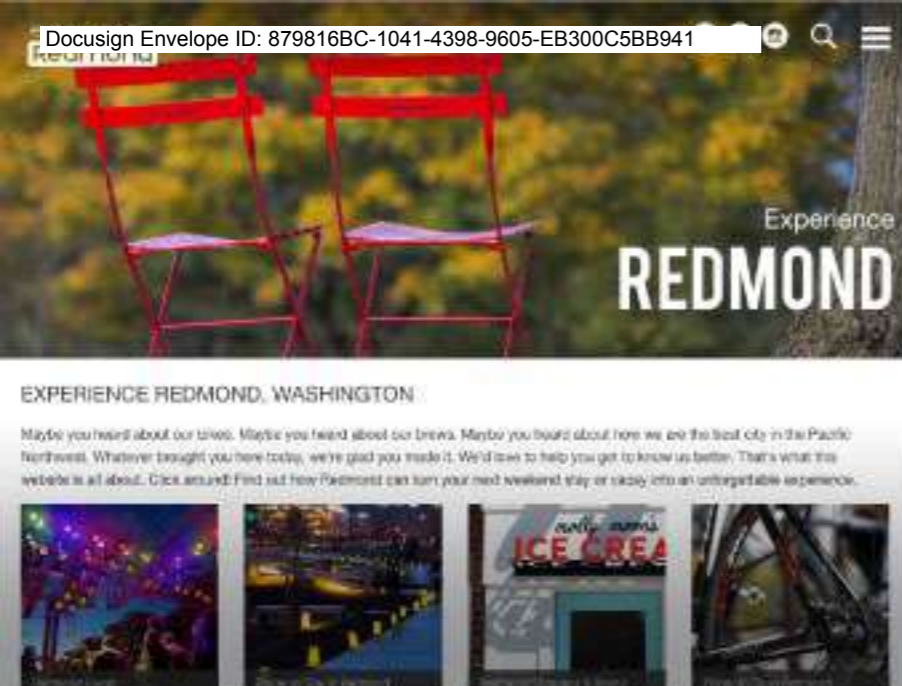 Docusign Envelope ID: 879816BC-1041-4398-9605-EB300C5BB941
Redmond
Experience
REDMOND
EXPERIENCE REDMOND, WASHINGTON
Maybe you heard about our bikes. Maybe you heard about our brews. Maybe you heard about how we are the best city in the Pacific
Northwest. Whatever brought you here today, we're glad you made it. We'd love to help you get to know us better. That's what this
website is all about. Click around! Find out how Redmond can turn your next weekend stay or into an unforgettable experience.
molly moon's
ICE CREA